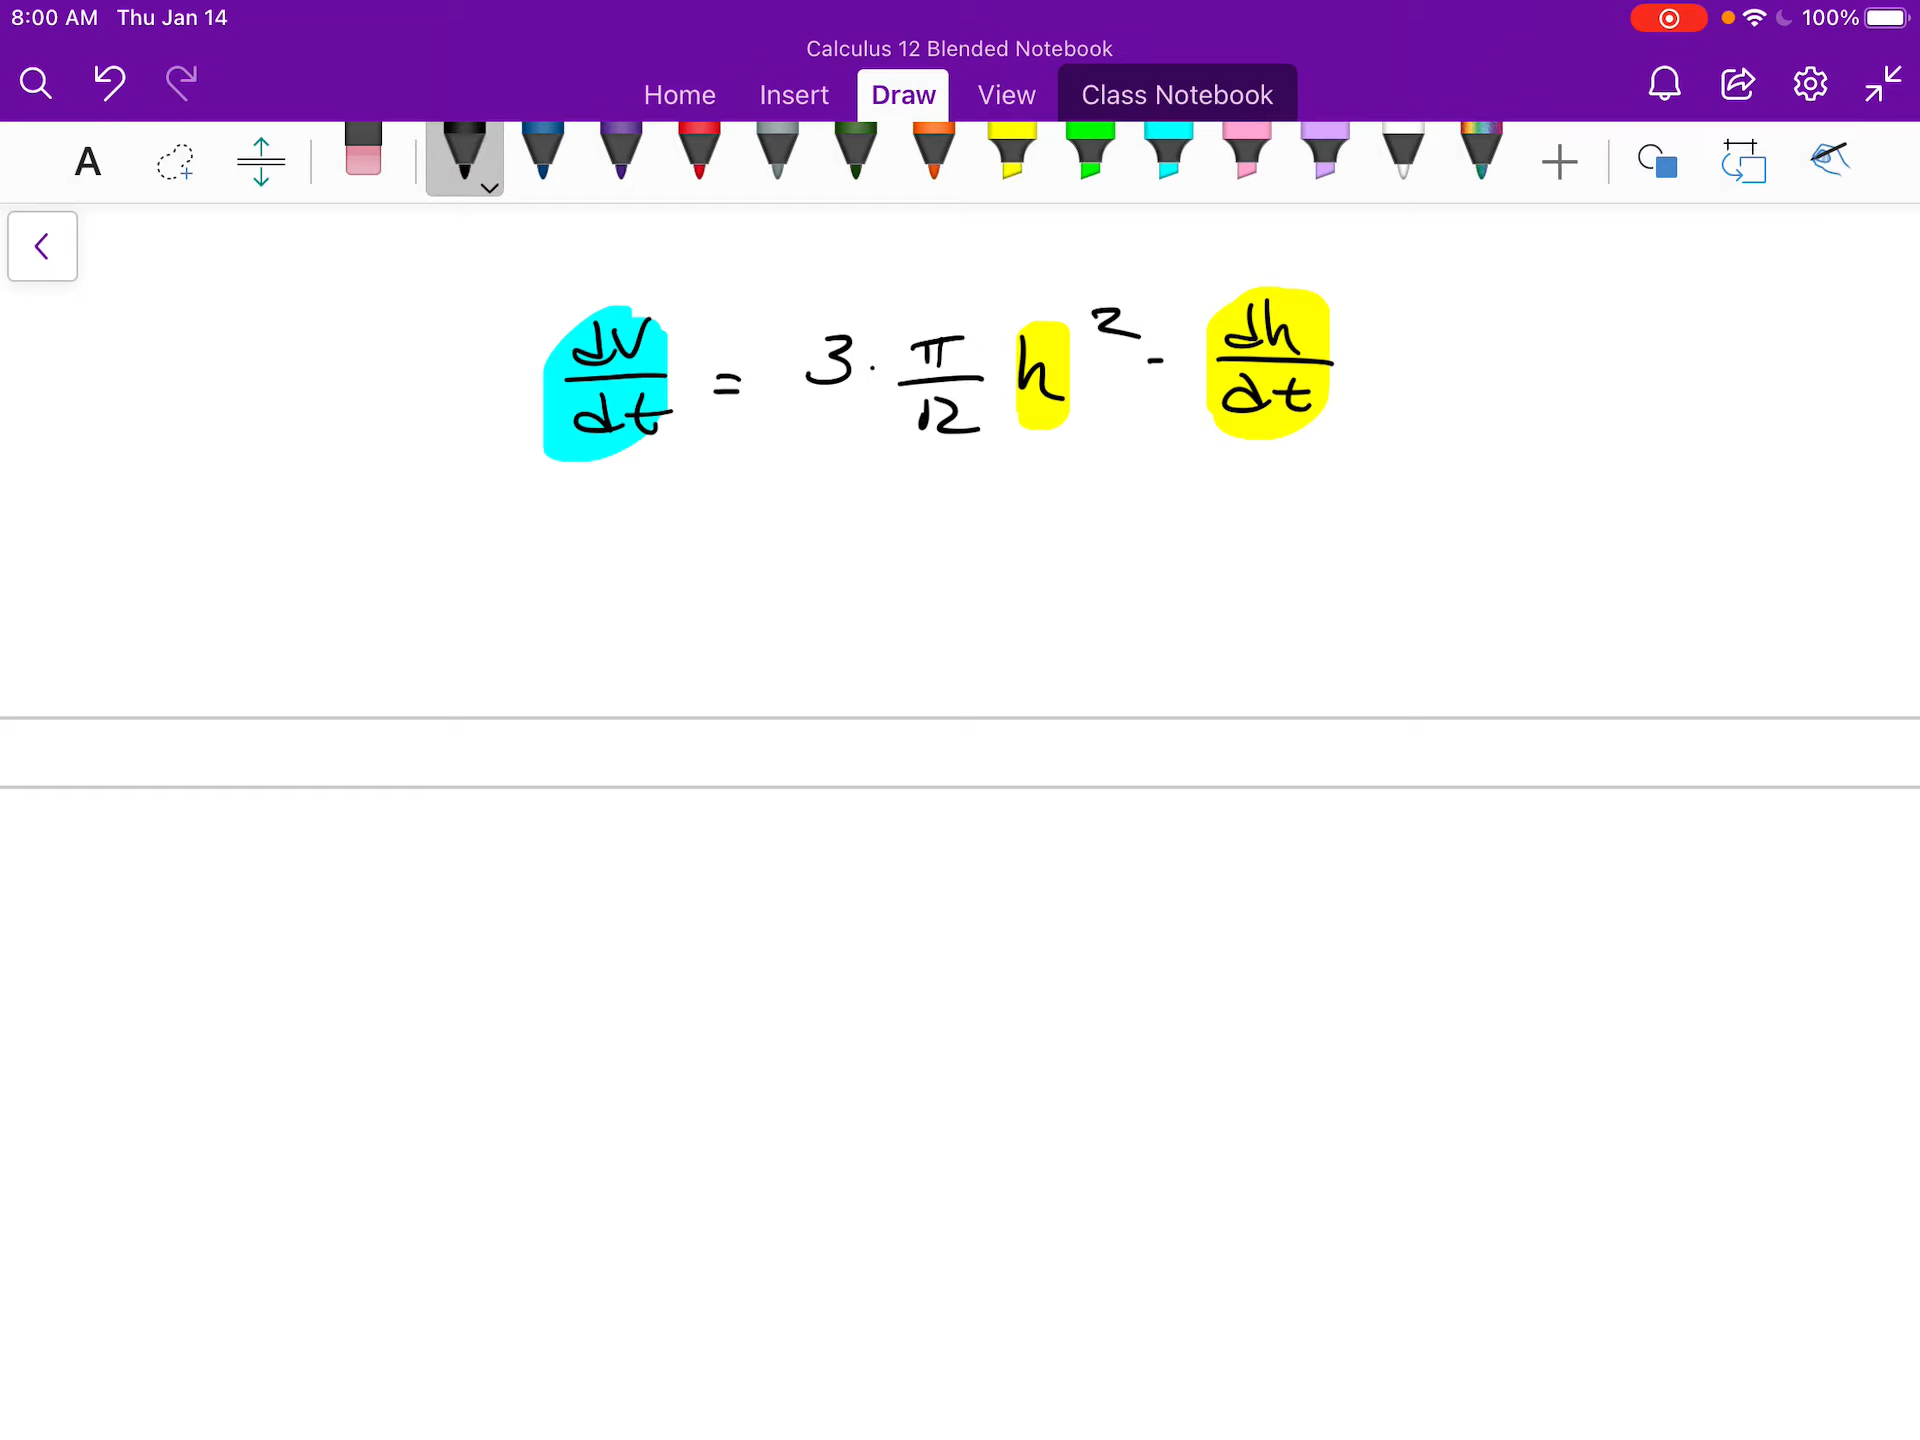 8:00 AM Thu Jan 14 100%
Calculus 12 Blended Notebook
Home Insert Draw View Class Notebook
A
dV/dt = 3 · π/12 h² - dh/dt